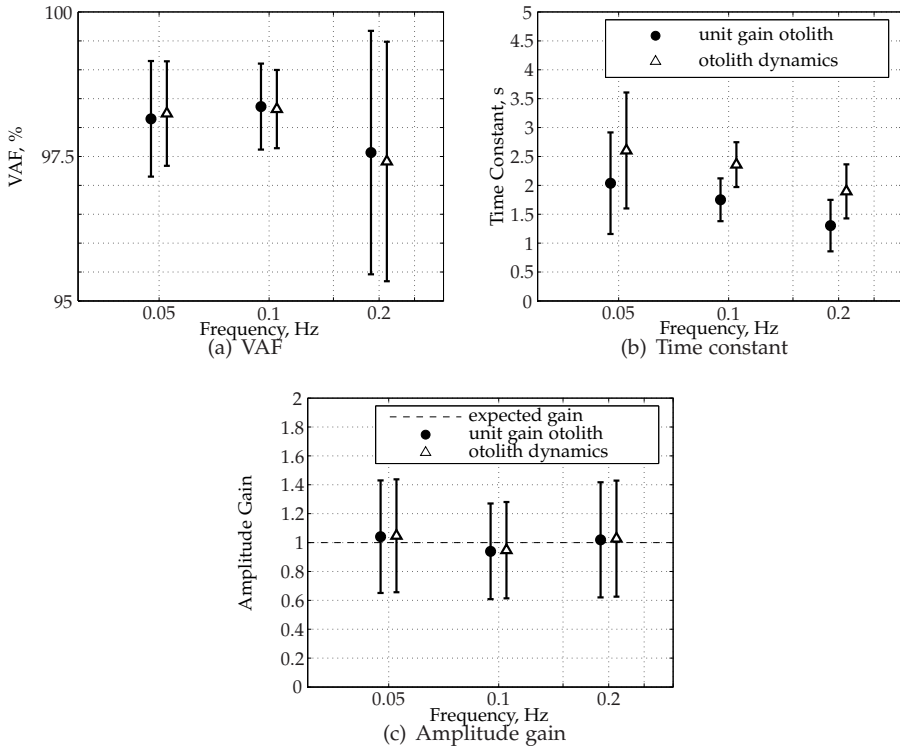 100
97.5
95
VAF, %
0.05
0.1
0.2
Frequency, Hz
(a) VAF
5
4.5
4
3.5
3
2.5
2
1.5
1
0.5
0
Time Constant, s
unit gain otolith
otolith dynamics
0.05
0.1
0.2
Frequency, Hz
(b) Time constant
2
1.8
1.6
1.4
1.2
1
0.8
0.6
0.4
0.2
0
Amplitude Gain
expected gain
unit gain otolith
otolith dynamics
0.05
0.1
0.2
Frequency, Hz
(c) Amplitude gain